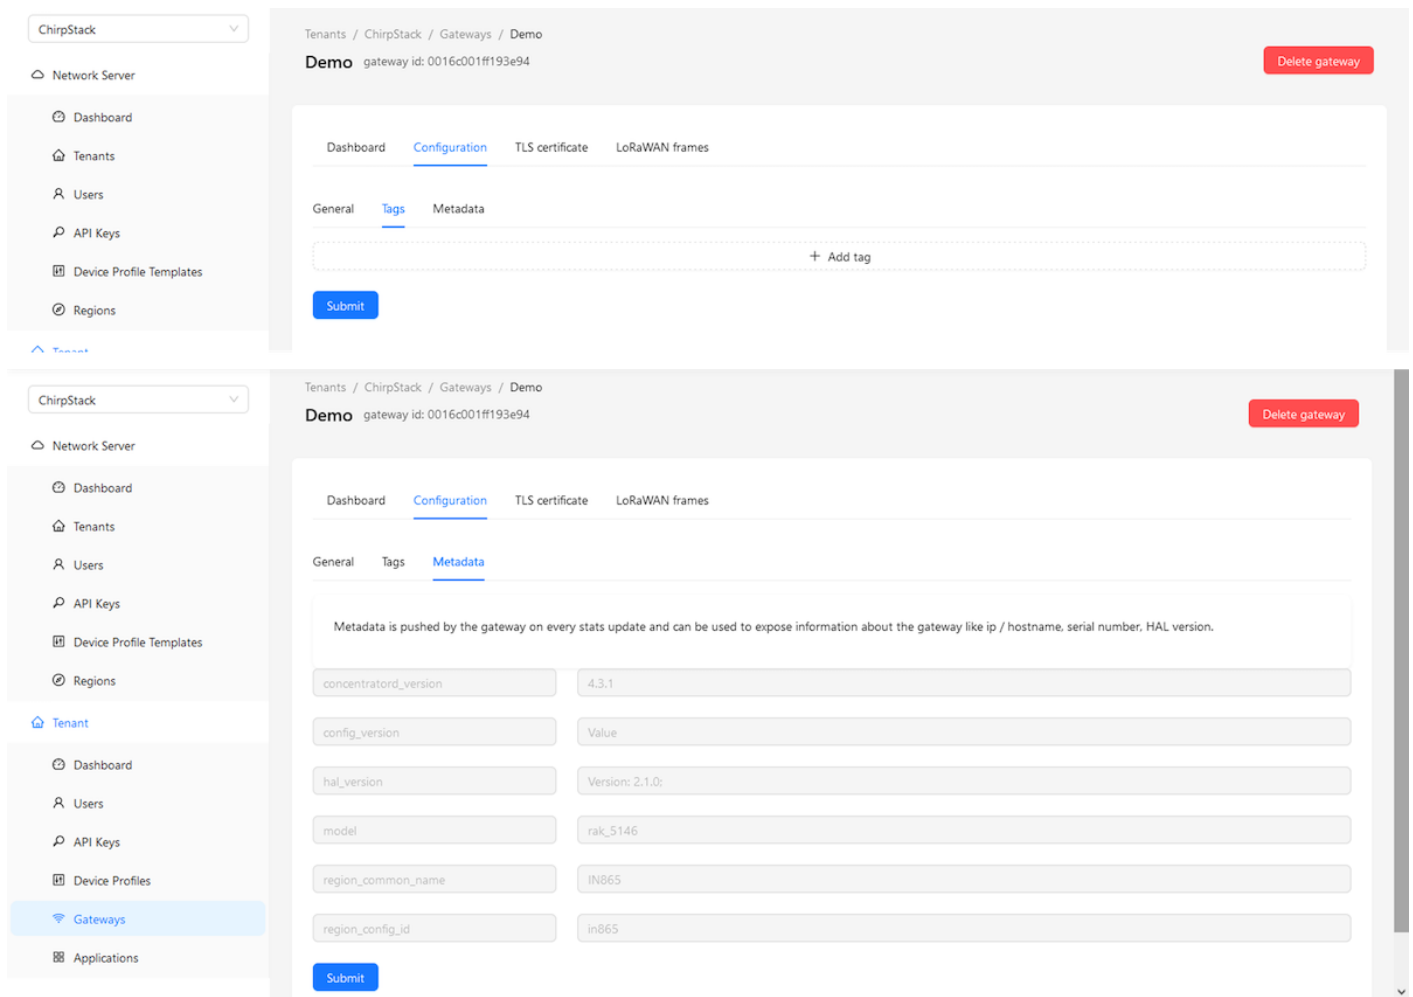 ChirpStack
Network Server
Dashboard
Tenants
Users
API Keys
Device Profile Templates
Regions
Tenant
Tenants / ChirpStack / Gateways / Demo
Demo gateway id: 0016c001ff193e94
Delete gateway
Dashboard Configuration TLS certificate LoRaWAN frames
General Tags Metadata
+ Add tag
Submit
ChirpStack
Network Server
Dashboard
Tenants
Users
API Keys
Device Profile Templates
Regions
Tenant
Dashboard
Users
API Keys
Device Profiles
Gateways
Applications
Tenants / ChirpStack / Gateways / Demo
Demo gateway id: 0016c001ff193e94
Delete gateway
Dashboard Configuration TLS certificate LoRaWAN frames
General Tags Metadata
Metadata is pushed by the gateway on every stats update and can be used to expose information about the gateway like ip / hostname, serial number, HAL version.
concentratord_version 4.3.1
config_version Value
hal_version Version: 2.1.0;
model rak_5146
region_common_name IN865
region_config_id in865
Submit